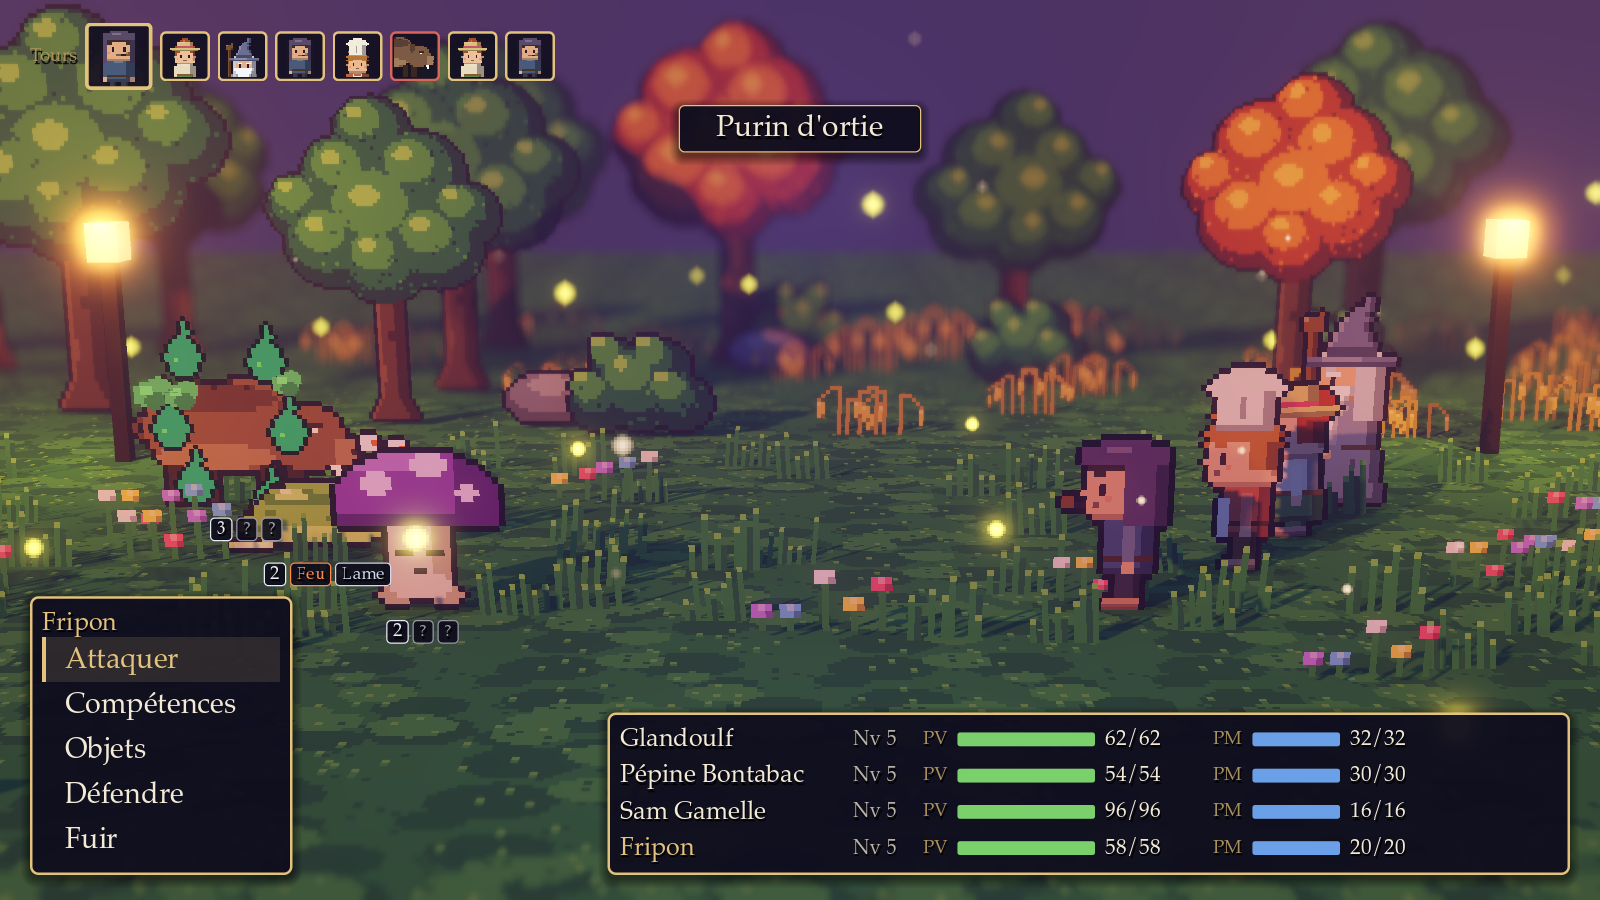 Tours
Purin d'ortie
3 ? ?
2 Feu Lame
2 ? ?
Fripon
Attaquer
Compétences
Objets
Défendre
Fuir
Glandoulf Nv 5 PV 62/62 PM 32/32
Pépine Bontabac Nv 5 PV 54/54 PM 30/30
Sam Gamelle Nv 5 PV 96/96 PM 16/16
Fripon Nv 5 PV 58/58 PM 20/20